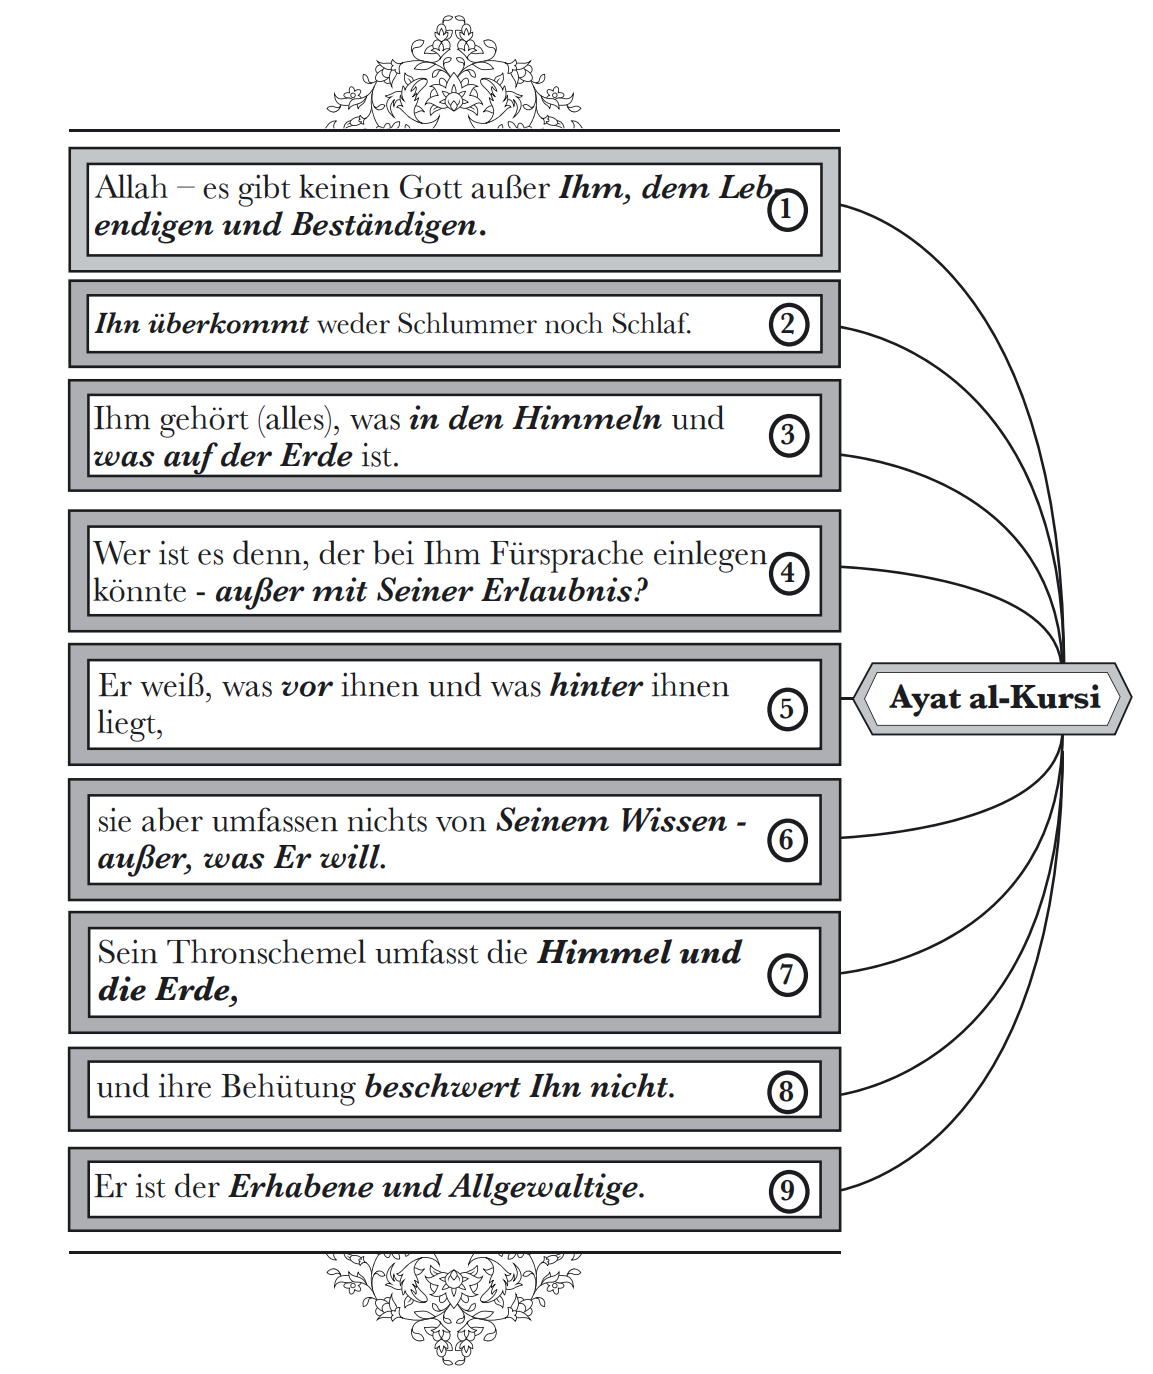 Allah – es gibt keinen Gott außer Ihm, dem Leb-
endigen und Beständigen.
1
Ihn überkommt weder Schlummer noch Schlaf.
2
Ihm gehört (alles), was in den Himmeln und
was auf der Erde ist.
3
Wer ist es denn, der bei Ihm Fürsprache einlegen
könnte - außer mit Seiner Erlaubnis?
4
Er weiß, was vor ihnen und was hinter ihnen
liegt,
5
Ayat al-Kursi
sie aber umfassen nichts von Seinem Wissen -
außer, was Er will.
6
Sein Thronschemel umfasst die Himmel und
die Erde,
7
und ihre Behütung beschwert Ihn nicht.
8
Er ist der Erhabene und Allgewaltige.
9